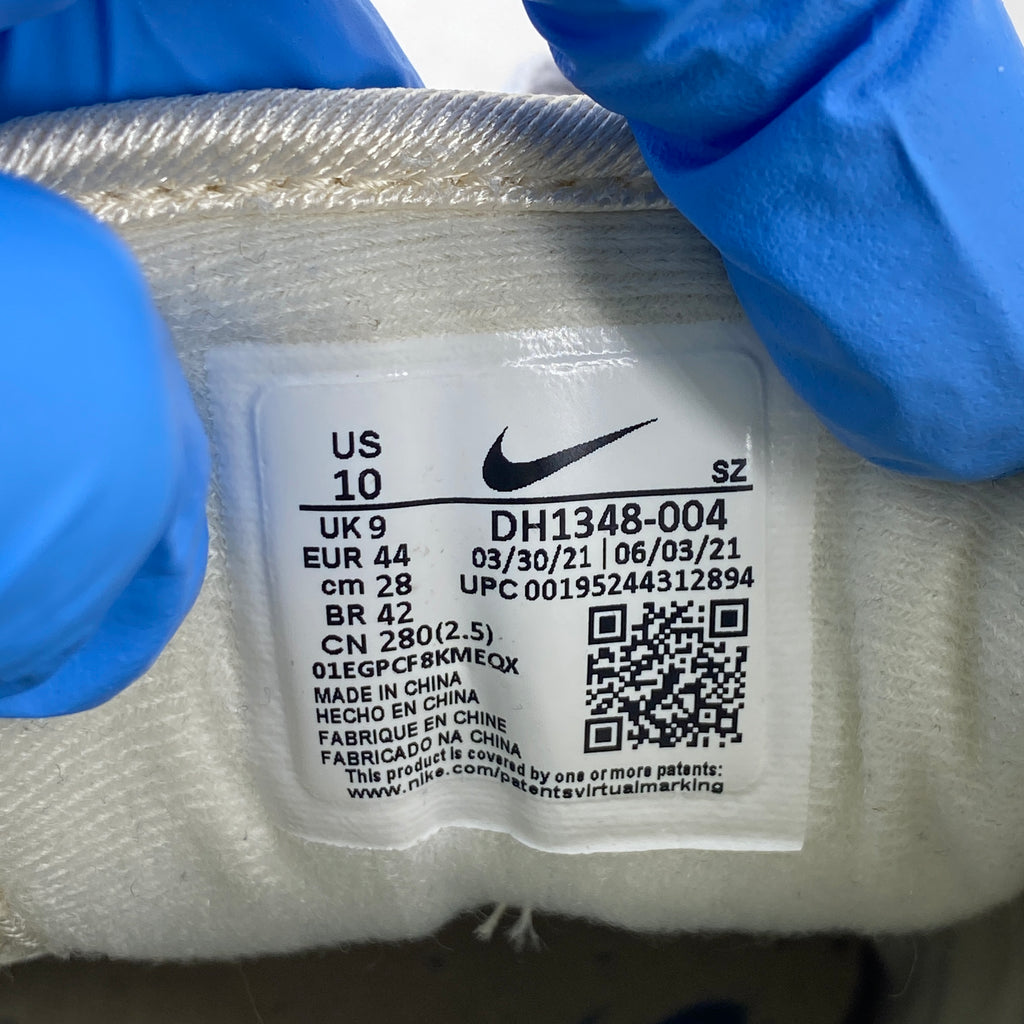 US
10
SZ
UK 9
DH1348-004
EUR 44
03/30/21 | 06/03/21
cm 28
UPC 00195244312894
BR 42
CN 280(2.5)
01EGPCF8KMEQX
MADE IN CHINA
HECHO EN CHINA
FABRIQUE EN CHINE
FABRICADO NA CHINA
This product is covered by one or more patents:
www.nike.com/patentsvirtualmarking